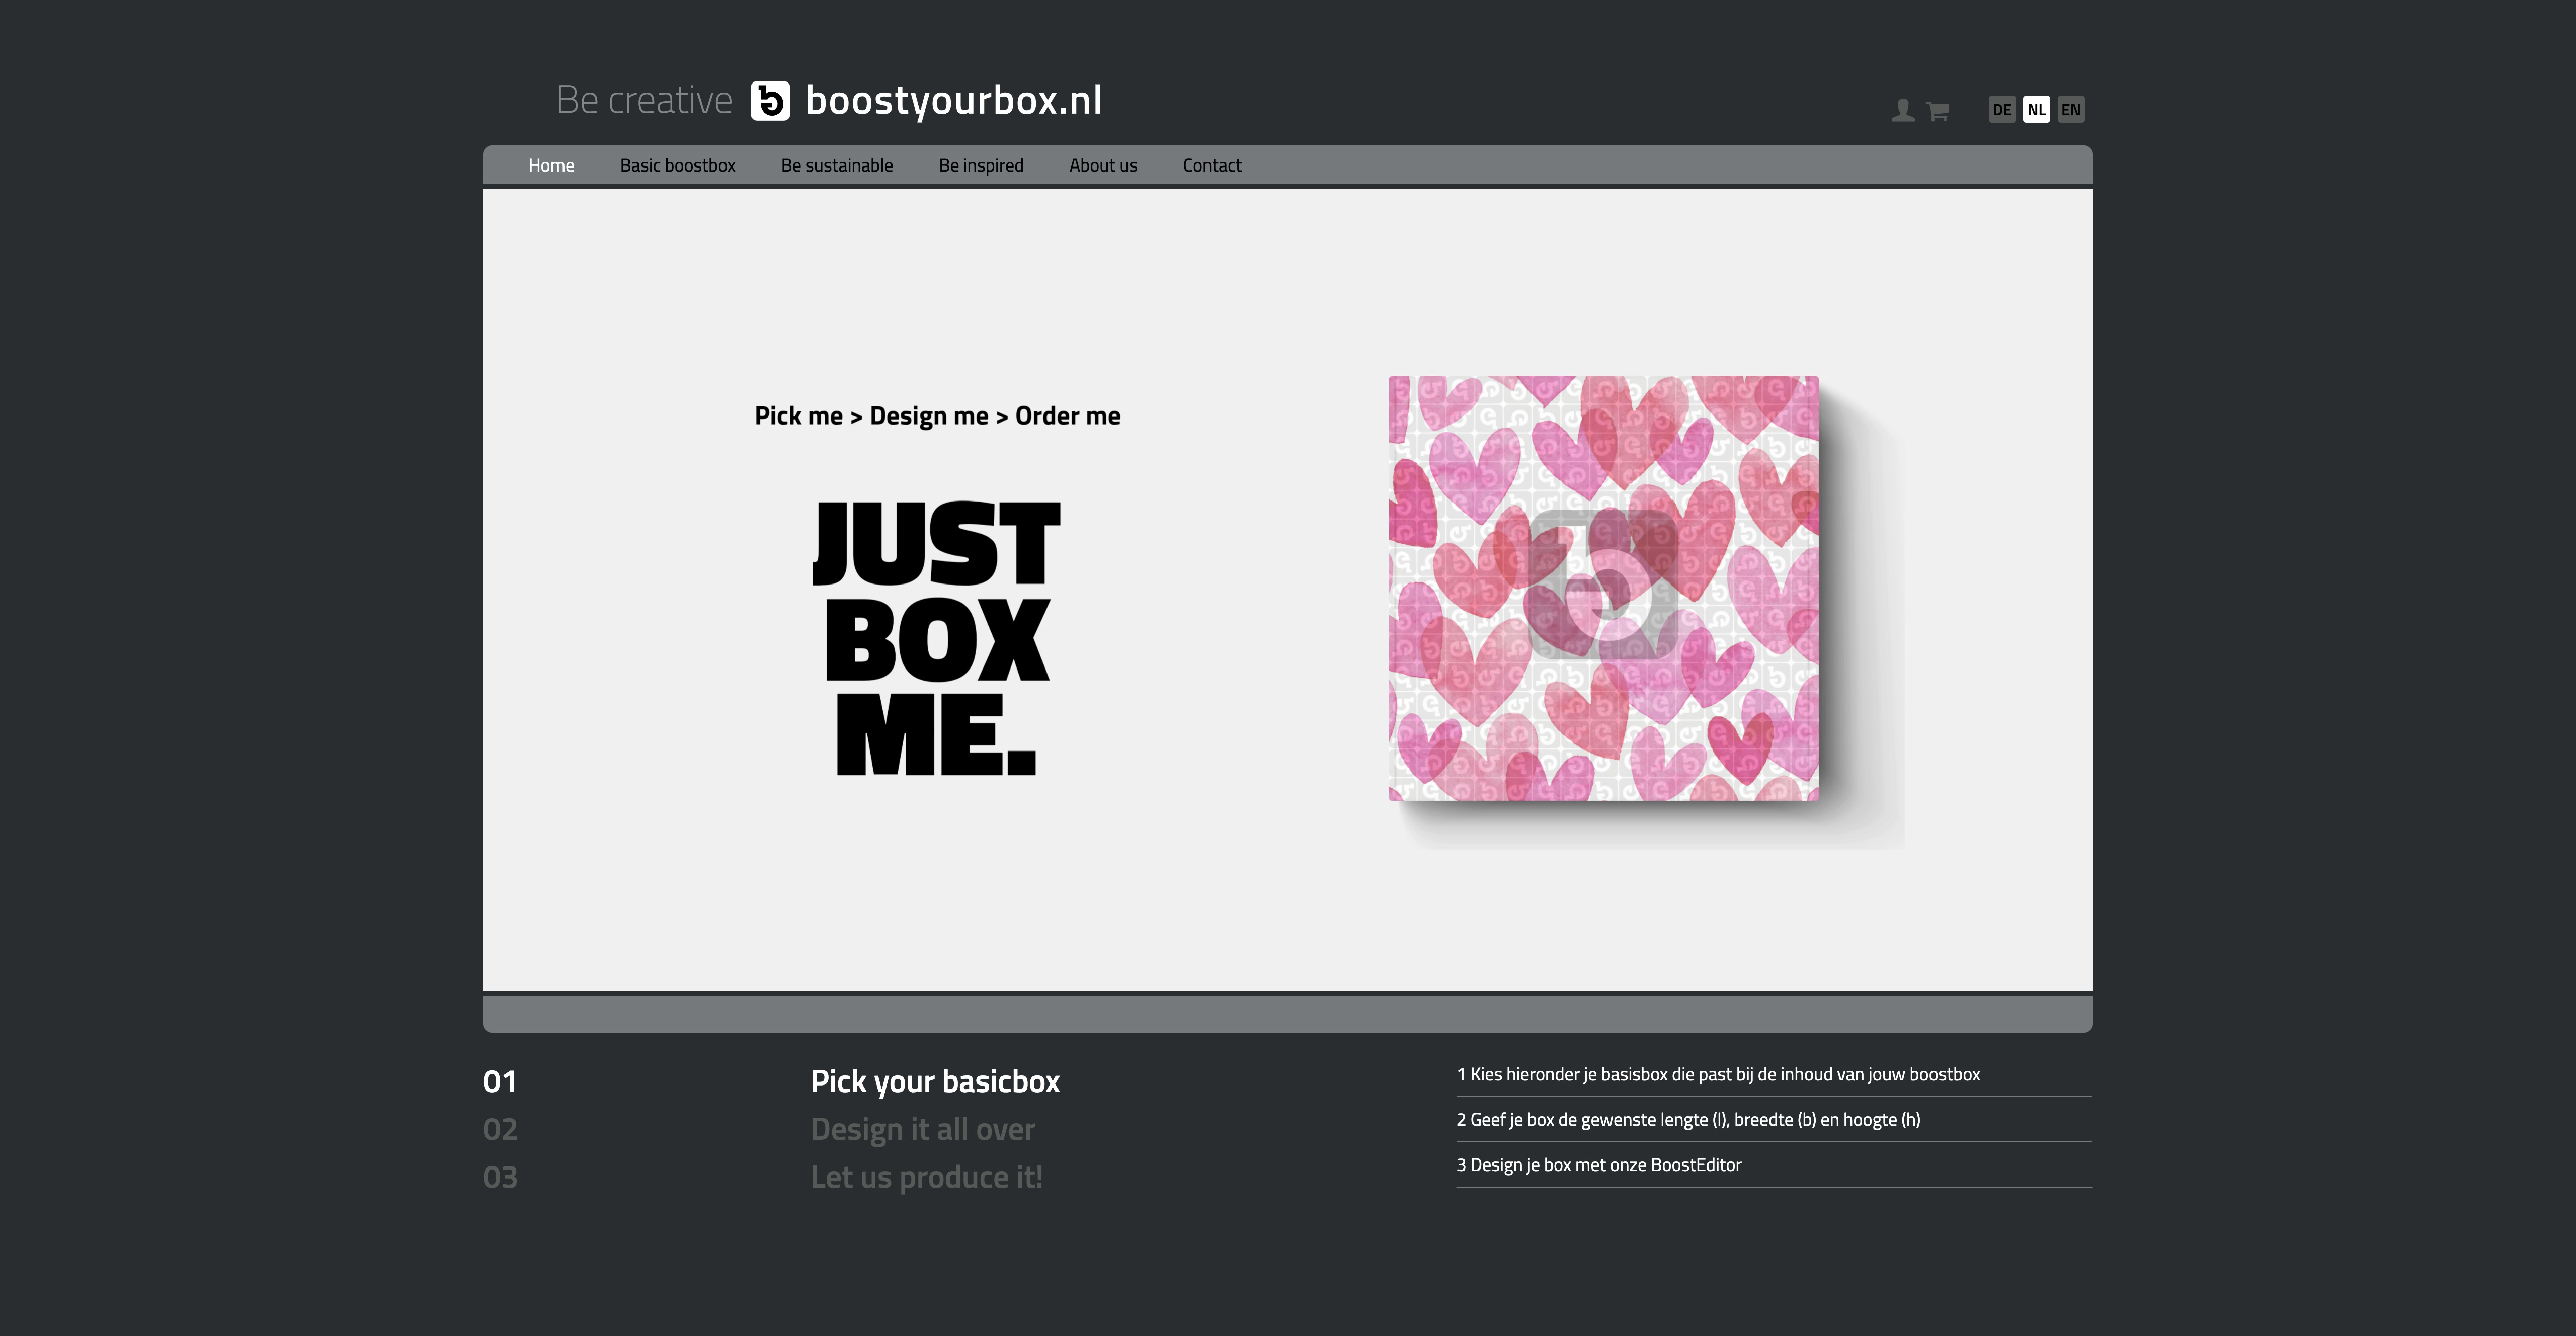 Be creative boostyourbox.nl
DE NL EN
Home Basic boostbox Be sustainable Be inspired About us Contact
Pick me > Design me > Order me
JUST
BOX
ME.
01 Pick your basicbox
02 Design it all over
03 Let us produce it!
1 Kies hieronder je basisbox die past bij de inhoud van jouw boostbox
2 Geef je box de gewenste lengte (l), breedte (b) en hoogte (h)
3 Design je box met onze BoostEditor